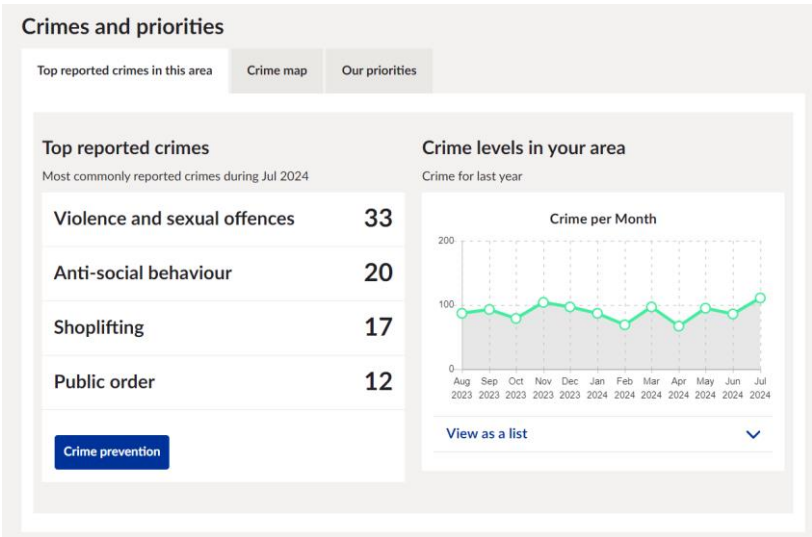 Crimes and priorities
Top reported crimes in this area
Crime map
Our priorities
Top reported crimes
Most commonly reported crimes during Jul 2024
Violence and sexual offences 33
Anti-social behaviour 20
Shoplifting 17
Public order 12
Crime prevention
Crime levels in your area
Crime for last year
Crime per Month
200
100
0
Aug Sep Oct Nov Dec Jan Feb Mar Apr May Jun Jul
2023 2023 2023 2023 2023 2024 2024 2024 2024 2024 2024 2024
View as a list